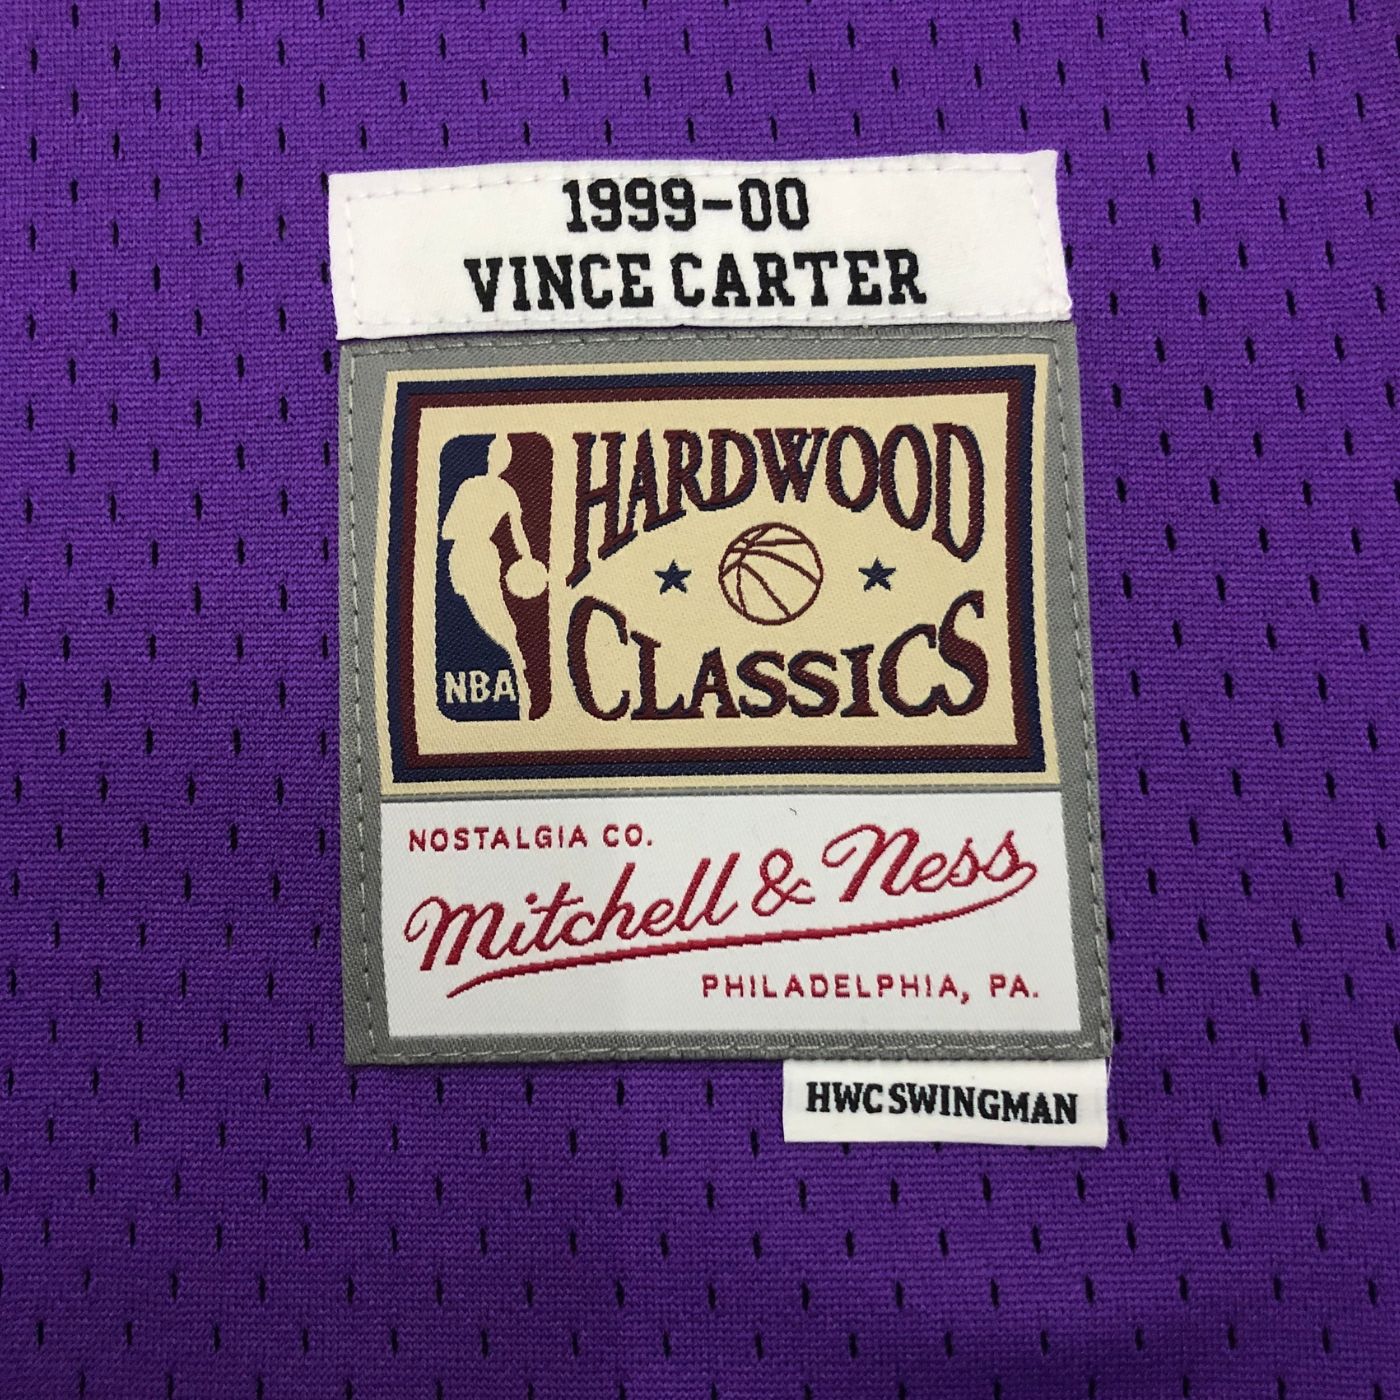 1999-00
VINCE CARTER
HARDWOOD
CLASSICS
NBA
NOSTALGIA CO.
Mitchell & Ness
PHILADELPHIA, PA.
HWC SWINGMAN